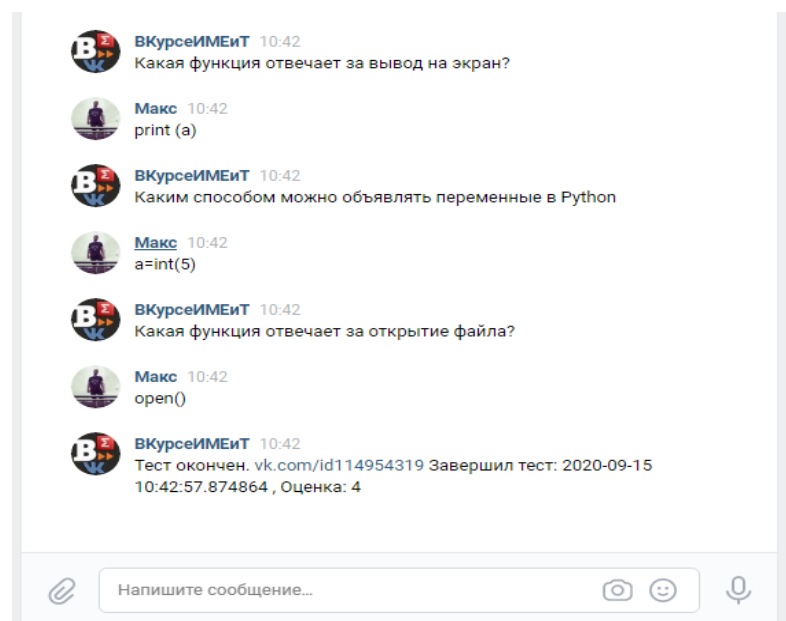 ВКурсеИМЕиТ 10:42
Какая функция отвечает за вывод на экран?
Макс 10:42
print (a)
ВКурсеИМЕиТ 10:42
Каким способом можно объявлять переменные в Python
Макс 10:42
a=int(5)
ВКурсеИМЕиТ 10:42
Какая функция отвечает за открытие файла?
Макс 10:42
open()
ВКурсеИМЕиТ 10:42
Тест окончен. vk.com/id114954319 Завершил тест: 2020-09-15
10:42:57.874864 , Оценка: 4
Напишите сообщение...